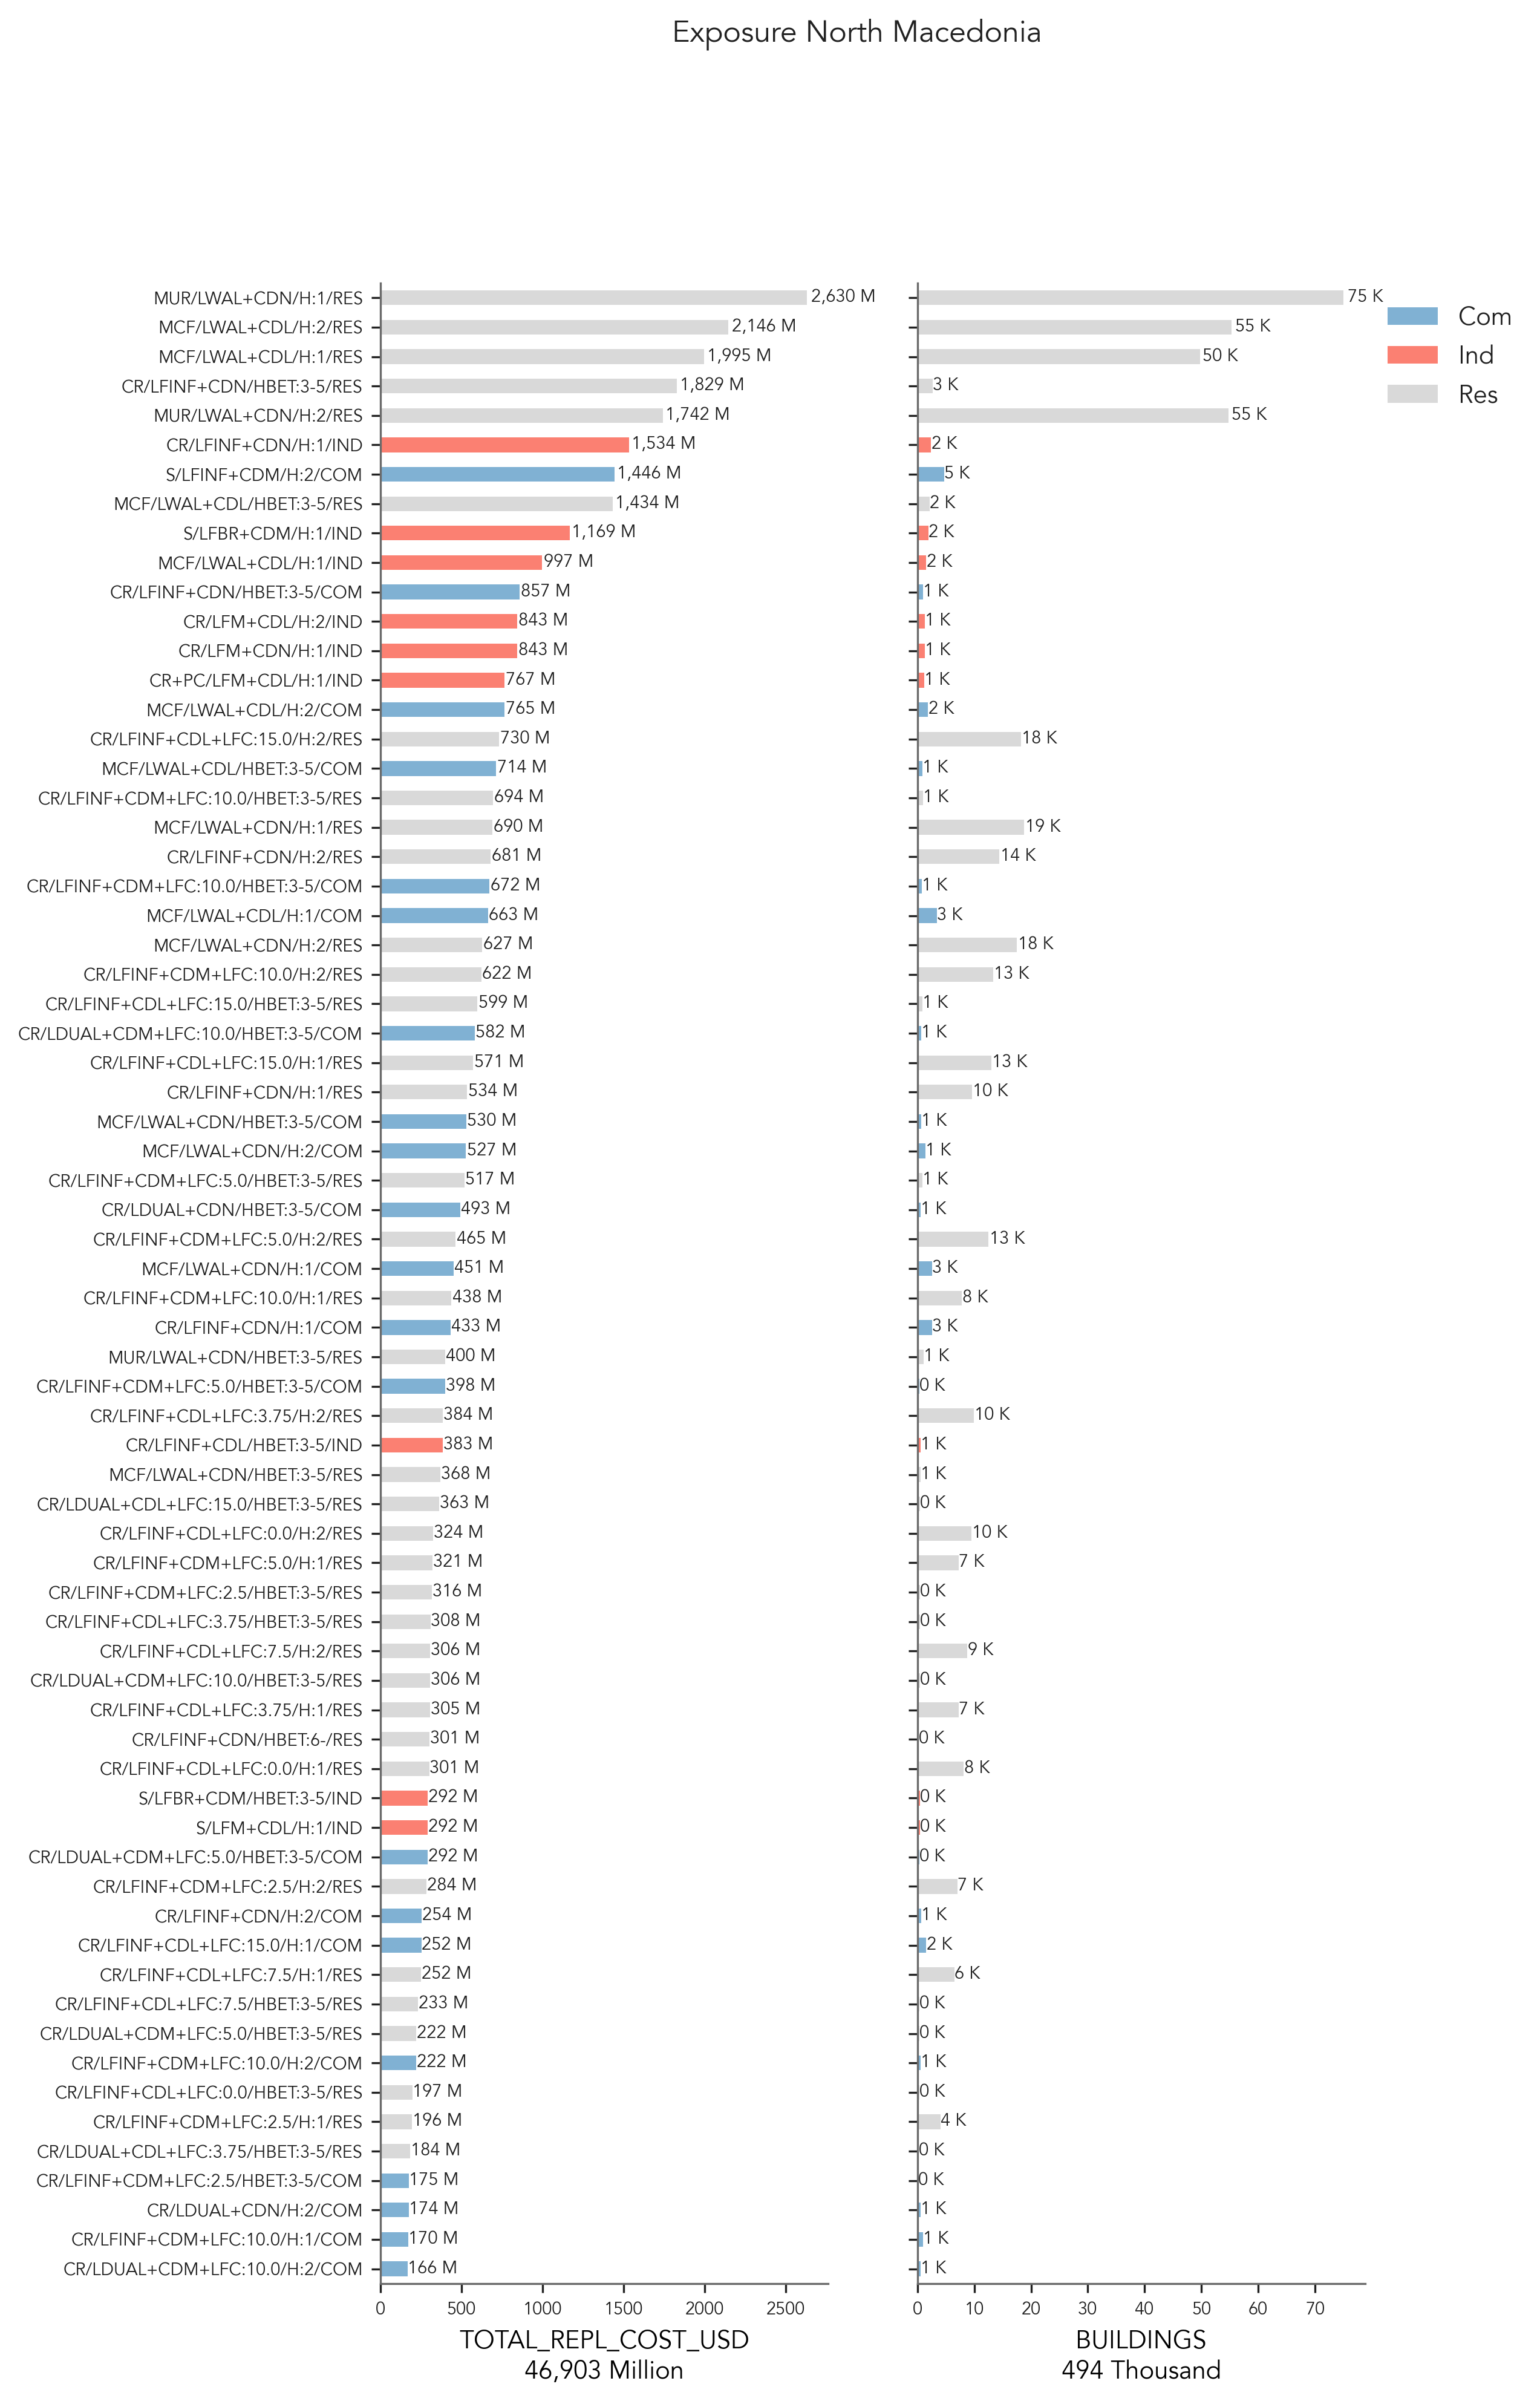 Exposure North Macedonia
MUR/LWAL+CDN/H:1/RES 2,630 M 75 K
MCF/LWAL+CDL/H:2/RES 2,146 M 55 K
MCF/LWAL+CDL/H:1/RES 1,995 M 50 K
CR/LFINF+CDN/HBET:3-5/RES 1,829 M 3 K
MUR/LWAL+CDN/H:2/RES 1,742 M 55 K
CR/LFINF+CDN/H:1/IND 1,534 M 2 K
S/LFINF+CDM/H:2/COM 1,446 M 5 K
MCF/LWAL+CDL/HBET:3-5/RES 1,434 M 2 K
S/LFBR+CDM/H:1/IND 1,169 M 2 K
MCF/LWAL+CDL/H:1/IND 997 M 2 K
CR/LFINF+CDN/HBET:3-5/COM 857 M 1 K
CR/LFM+CDL/H:2/IND 843 M 1 K
CR/LFM+CDN/H:1/IND 843 M 1 K
CR+PC/LFM+CDL/H:1/IND 767 M 1 K
MCF/LWAL+CDL/H:2/COM 765 M 2 K
CR/LFINF+CDL+LFC:15.0/H:2/RES 730 M 18 K
MCF/LWAL+CDL/HBET:3-5/COM 714 M 1 K
CR/LFINF+CDM+LFC:10.0/HBET:3-5/RES 694 M 1 K
MCF/LWAL+CDN/H:1/RES 690 M 19 K
CR/LFINF+CDN/H:2/RES 681 M 14 K
CR/LFINF+CDM+LFC:10.0/HBET:3-5/COM 672 M 1 K
MCF/LWAL+CDL/H:1/COM 663 M 3 K
MCF/LWAL+CDN/H:2/RES 627 M 18 K
CR/LFINF+CDM+LFC:10.0/H:2/RES 622 M 13 K
CR/LFINF+CDL+LFC:15.0/HBET:3-5/RES 599 M 1 K
CR/LDUAL+CDM+LFC:10.0/HBET:3-5/COM 582 M 1 K
CR/LFINF+CDL+LFC:15.0/H:1/RES 571 M 13 K
CR/LFINF+CDN/H:1/RES 534 M 10 K
MCF/LWAL+CDN/HBET:3-5/COM 530 M 1 K
MCF/LWAL+CDN/H:2/COM 527 M 1 K
CR/LFINF+CDM+LFC:5.0/HBET:3-5/RES 517 M 1 K
CR/LDUAL+CDN/HBET:3-5/COM 493 M 1 K
CR/LFINF+CDM+LFC:5.0/H:2/RES 465 M 13 K
MCF/LWAL+CDN/H:1/COM 451 M 3 K
CR/LFINF+CDM+LFC:10.0/H:1/RES 438 M 8 K
CR/LFINF+CDN/H:1/COM 433 M 3 K
MUR/LWAL+CDN/HBET:3-5/RES 400 M 1 K
CR/LFINF+CDM+LFC:5.0/HBET:3-5/COM 398 M 0 K
CR/LFINF+CDL+LFC:3.75/H:2/RES 384 M 10 K
CR/LFINF+CDL/HBET:3-5/IND 383 M 1 K
MCF/LWAL+CDN/HBET:3-5/RES 368 M 1 K
CR/LDUAL+CDL+LFC:15.0/HBET:3-5/RES 363 M 0 K
CR/LFINF+CDL+LFC:0.0/H:2/RES 324 M 10 K
CR/LFINF+CDM+LFC:5.0/H:1/RES 321 M 7 K
CR/LFINF+CDM+LFC:2.5/HBET:3-5/RES 316 M 0 K
CR/LFINF+CDL+LFC:3.75/HBET:3-5/RES 308 M 0 K
CR/LFINF+CDL+LFC:7.5/H:2/RES 306 M 9 K
CR/LDUAL+CDM+LFC:10.0/HBET:3-5/RES 306 M 0 K
CR/LFINF+CDL+LFC:3.75/H:1/RES 305 M 7 K
CR/LFINF+CDN/HBET:6-/RES 301 M 0 K
CR/LFINF+CDL+LFC:0.0/H:1/RES 301 M 8 K
S/LFBR+CDM/HBET:3-5/IND 292 M 0 K
S/LFM+CDL/H:1/IND 292 M 0 K
CR/LDUAL+CDM+LFC:5.0/HBET:3-5/COM 292 M 0 K
CR/LFINF+CDM+LFC:2.5/H:2/RES 284 M 7 K
CR/LFINF+CDN/H:2/COM 254 M 1 K
CR/LFINF+CDL+LFC:15.0/H:1/COM 252 M 2 K
CR/LFINF+CDL+LFC:7.5/H:1/RES 252 M 6 K
CR/LFINF+CDL+LFC:7.5/HBET:3-5/RES 233 M 0 K
CR/LDUAL+CDM+LFC:5.0/HBET:3-5/RES 222 M 0 K
CR/LFINF+CDM+LFC:10.0/H:2/COM 222 M 1 K
CR/LFINF+CDL+LFC:0.0/HBET:3-5/RES 197 M 0 K
CR/LFINF+CDM+LFC:2.5/H:1/RES 196 M 4 K
CR/LDUAL+CDL+LFC:3.75/HBET:3-5/RES 184 M 0 K
CR/LFINF+CDM+LFC:2.5/HBET:3-5/COM 175 M 0 K
CR/LDUAL+CDN/H:2/COM 174 M 1 K
CR/LFINF+CDM+LFC:10.0/H:1/COM 170 M 1 K
CR/LDUAL+CDM+LFC:10.0/H:2/COM 166 M 1 K
0 500 1000 1500 2000 2500
TOTAL_REPL_COST_USD
46,903 Million
0 10 20 30 40 50 60 70
BUILDINGS
494 Thousand
Com
Ind
Res